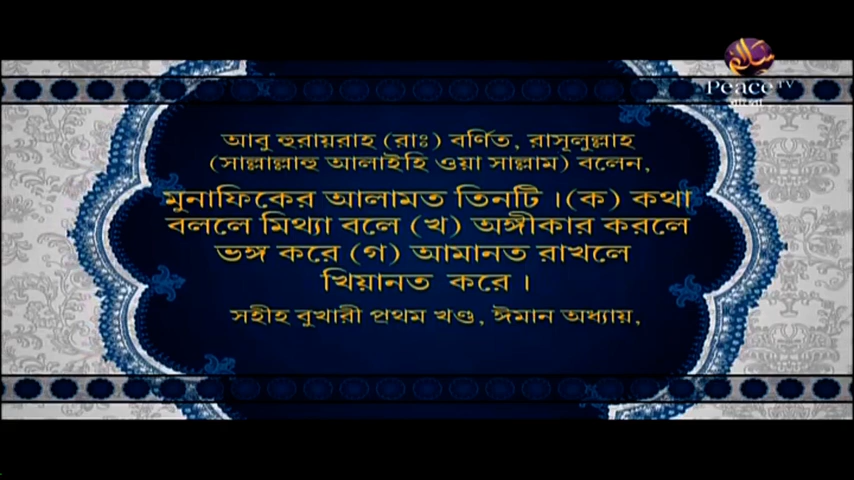 سلام
Peace TV
বাংলা
আবু হুরায়রাহ (রাঃ) বর্ণিত, রাসূলুল্লাহ
(সাল্লাল্লাহু আলাইহি ওয়া সাল্লাম) বলেন,
মুনাফিকের আলামত তিনটি ।(ক) কথা
বললে মিথ্যা বলে (খ) অঙ্গীকার করলে
ভঙ্গ করে (গ) আমানত রাখলে
খিয়ানত করে ।
সহীহ বুখারী প্রথম খণ্ড, ঈমান অধ্যায়,